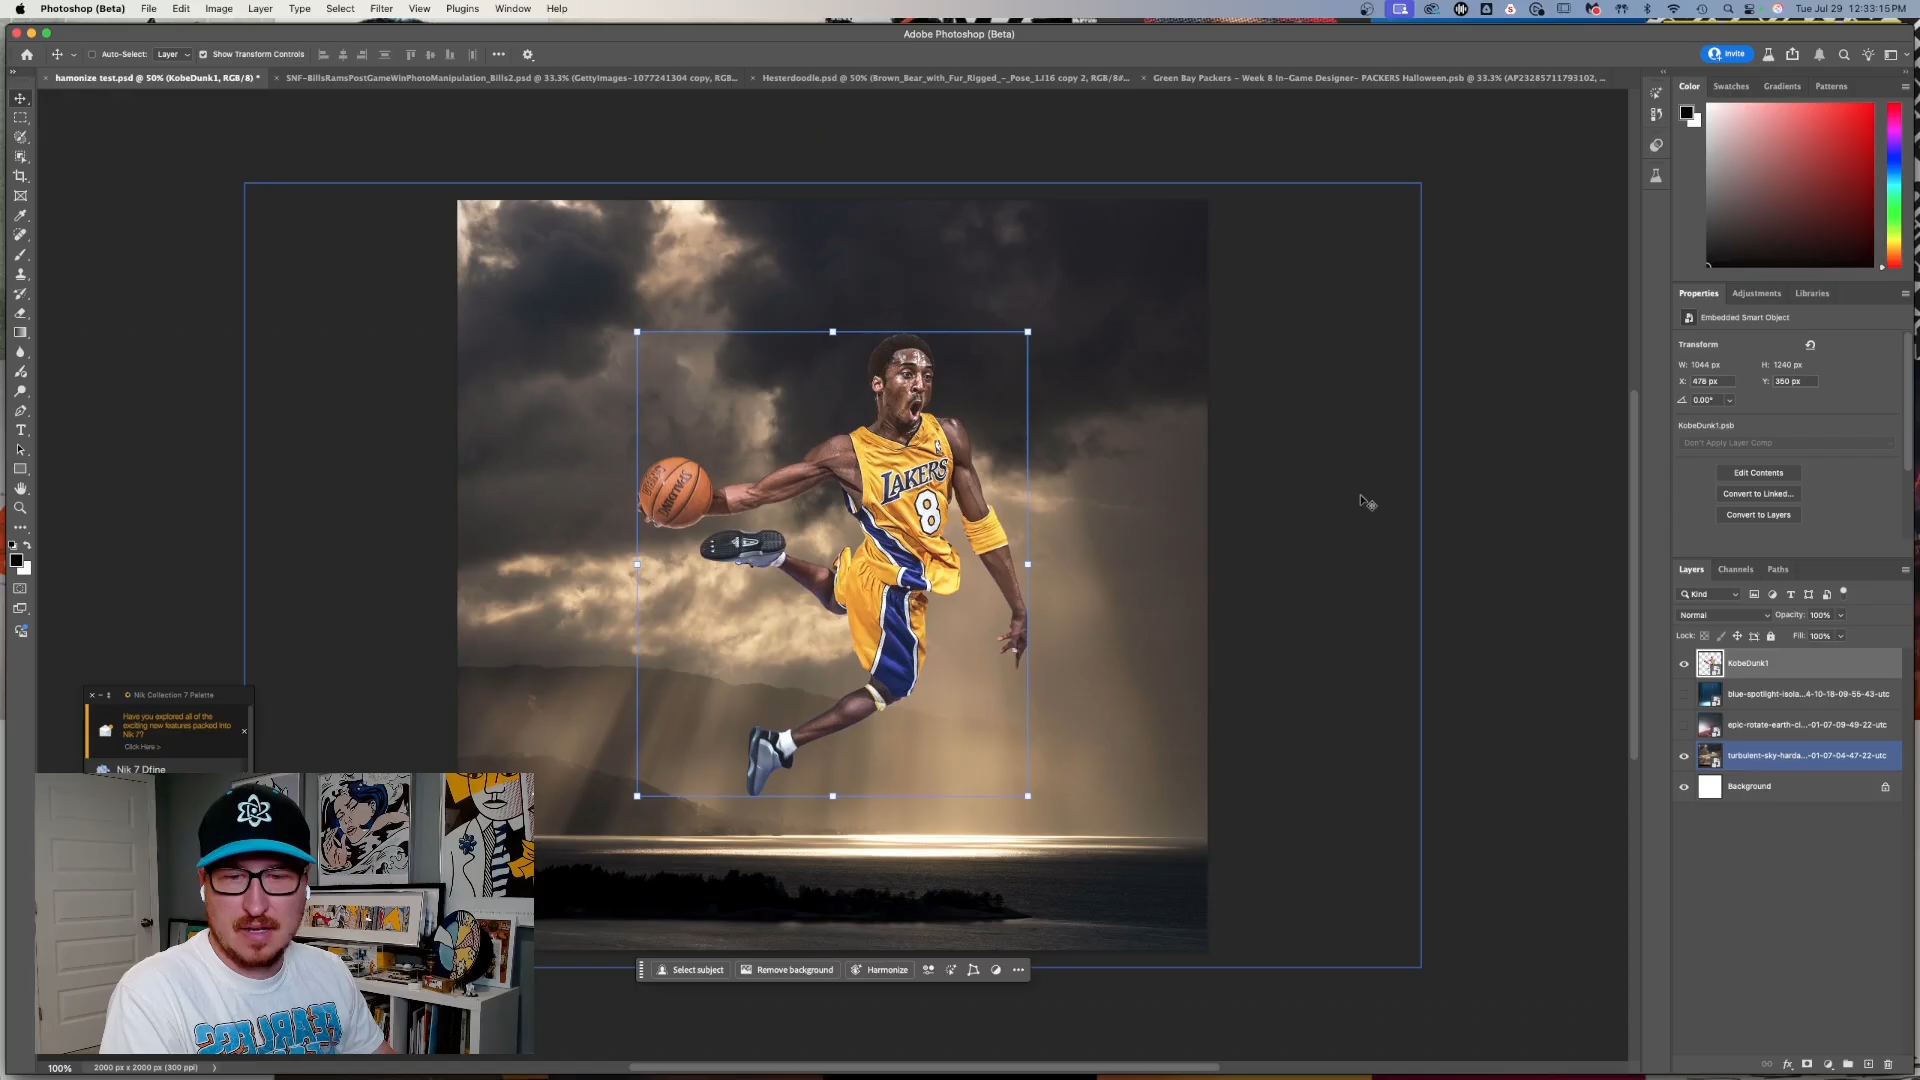 Photoshop (Beta) File Edit Image Layer Type Select Filter View Plugins Window Help
Tue Jul 29 12:33:15 PM
Adobe Photoshop (Beta)
Auto-Select: Layer Show Transform Controls
Invite
hamonize test.psd @ 50% (KobeDunk1, RGB/8) *
SNF-BillsRamsPostGameWinPhotoManipulation_Bills2.psd @ 33.3% (GettyImages-1077241304 copy, RGB...
Hesterdoodle.psd @ 50% (Brown_Bear_with_Fur_Rigged_-_Pose_1.116 copy 2, RGB/8#...
Green Bay Packers - Week 8 In-Game Designer- PACKERS Halloween.psb @ 33.3% (AP23285711793102, ...
Color Swatches Gradients Patterns
Properties Adjustments Libraries
Embedded Smart Object
Transform
W: 1044 px H: 1240 px
X: 478 px Y: 350 px
0.00°
KobeDunk1.psb
Don't Apply Layer Comp
Edit Contents
Convert to Linked...
Convert to Layers
Layers Channels Paths
Kind
Normal Opacity: 100%
Lock: Fill: 100%
KobeDunk1
blue-spotlight-isola...4-10-18-09-55-43-utc
epic-rotate-earth-cl...-01-07-09-49-22-utc
turbulent-sky-harda...-01-07-04-47-22-utc
Background
SPALDING
LAKERS
8
Nik Collection 7 Palette
Have you explored all of the
exciting new features packed into
Nik 7?
Click Here >
Nik 7 Dfine
Select subject Remove background Harmonize
100% 2000 px x 2000 px (300 ppi)